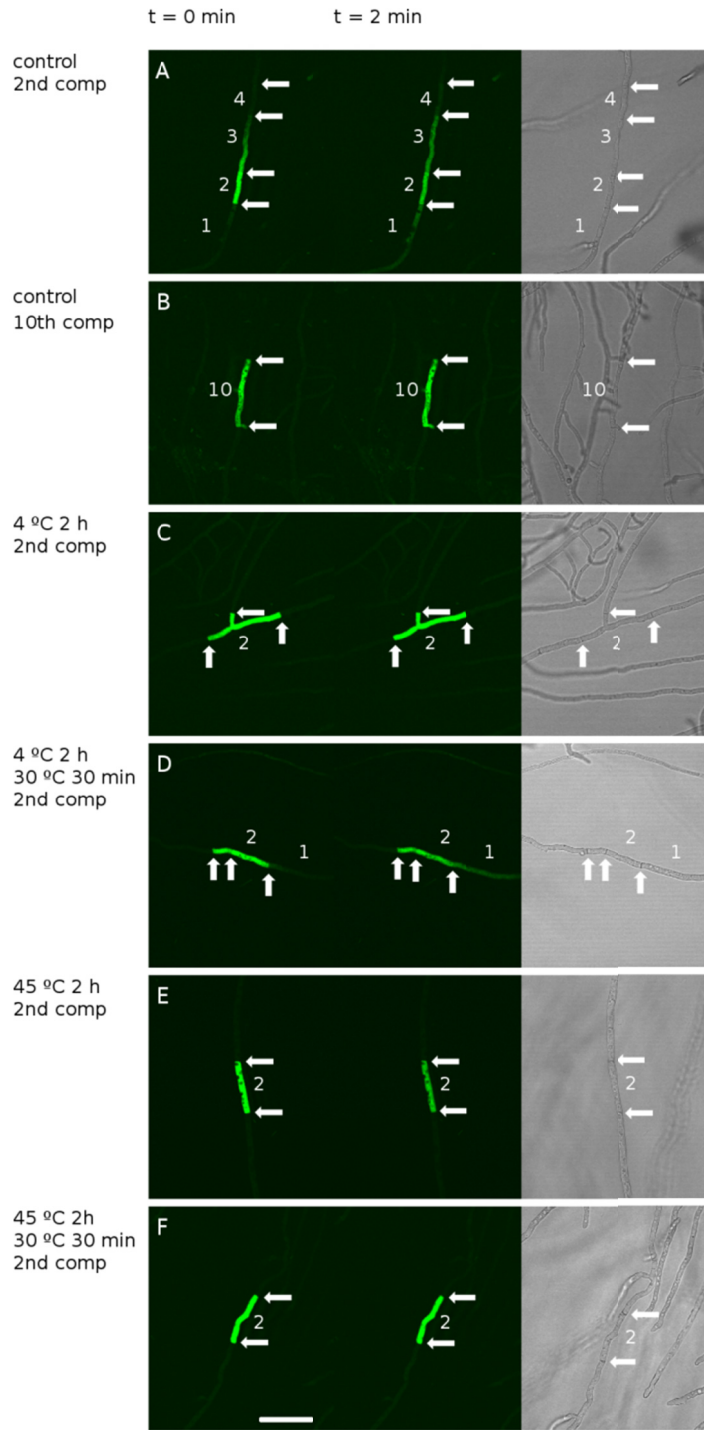 t = 0 min t = 2 min
control
2nd comp
A
4 4 4
3 3 3
2 2 2
1 1 1
control
10th comp
B
10 10 10
4 ºC 2 h
2nd comp
C
2 2 2
4 ºC 2 h
30 ºC 30 min
2nd comp
D
2 2 2
1 1 1
45 ºC 2 h
2nd comp
E
2 2 2
45 ºC 2h
30 ºC 30 min
2nd comp
F
2 2 2